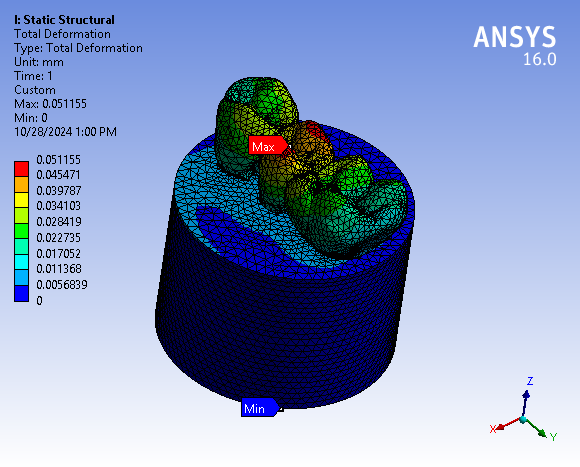 I: Static Structural
Total Deformation
Type: Total Deformation
Unit: mm
Time: 1
Custom
Max: 0.051155
Min: 0
10/28/2024 1:00 PM
ANSYS
16.0
0.051155
0.045471
0.039787
0.034103
0.028419
0.022735
0.017052
0.011368
0.0056839
0
Max
Min
Z
X
Y